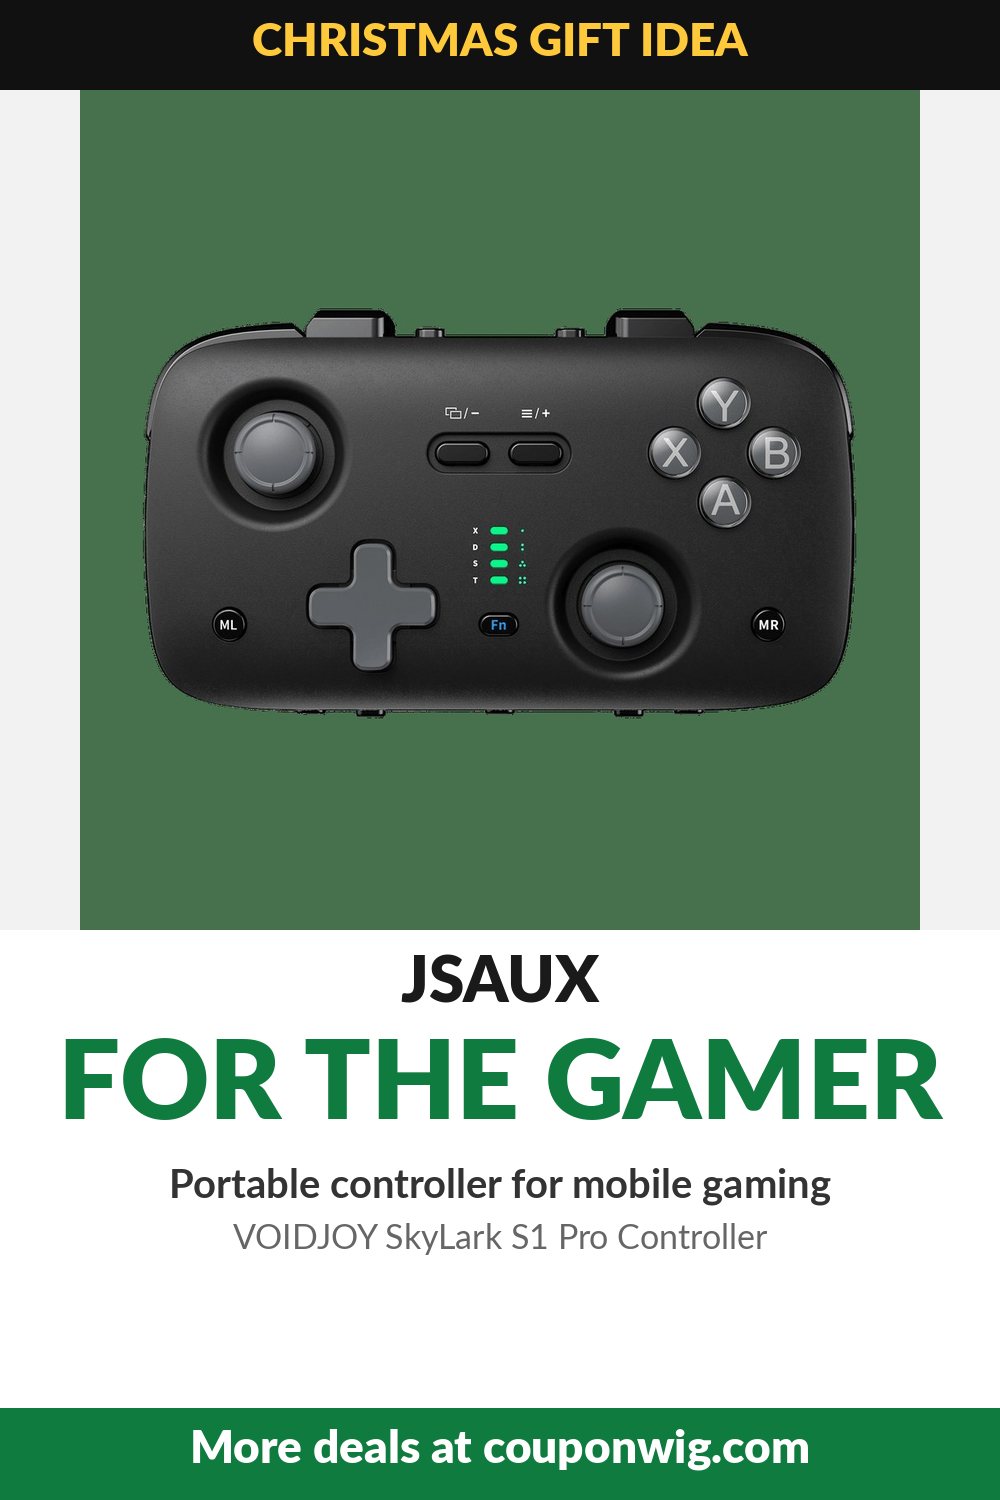 CHRISTMAS GIFT IDEA
/ −
/ +
Y
X
B
A
X
D
S
T
ML
Fn
MR
JSAUX
FOR THE GAMER
Portable controller for mobile gaming
VOIDJOY SkyLark S1 Pro Controller
More deals at couponwig.com